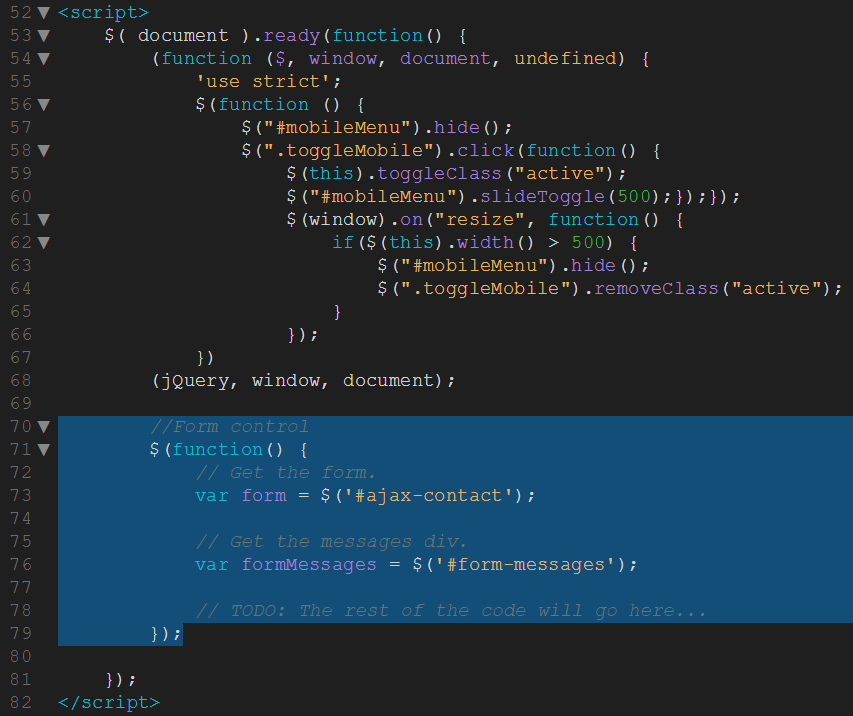 52 ▼ <script>
53 ▼     $( document ).ready(function() {
54 ▼         (function ($, window, document, undefined) {
55               'use strict';
56 ▼             $(function () {
57                   $("#mobileMenu").hide();
58 ▼                 $(".toggleMobile").click(function() {
59                       $(this).toggleClass("active");
60                       $("#mobileMenu").slideToggle(500);});});
61 ▼                     $(window).on("resize", function() {
62 ▼                         if($(this).width() > 500) {
63                               $("#mobileMenu").hide();
64                               $(".toggleMobile").removeClass("active");
65                           }
66                       });
67               })
68           (jQuery, window, document);
69
70 ▼         //Form control
71 ▼         $(function() {
72               // Get the form.
73               var form = $('#ajax-contact');
74
75               // Get the messages div.
76               var formMessages = $('#form-messages');
77
78               // TODO: The rest of the code will go here...
79           });
80
81       });
82   </script>